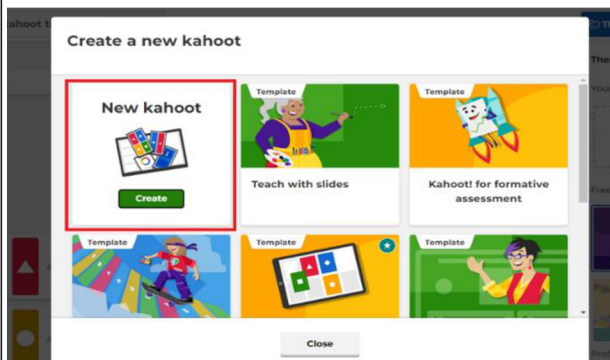 Create a new kahoot
New kahoot
Create
Template
Teach with slides
Template
Kahoot! for formative
assessment
Template
Template
Template
Close